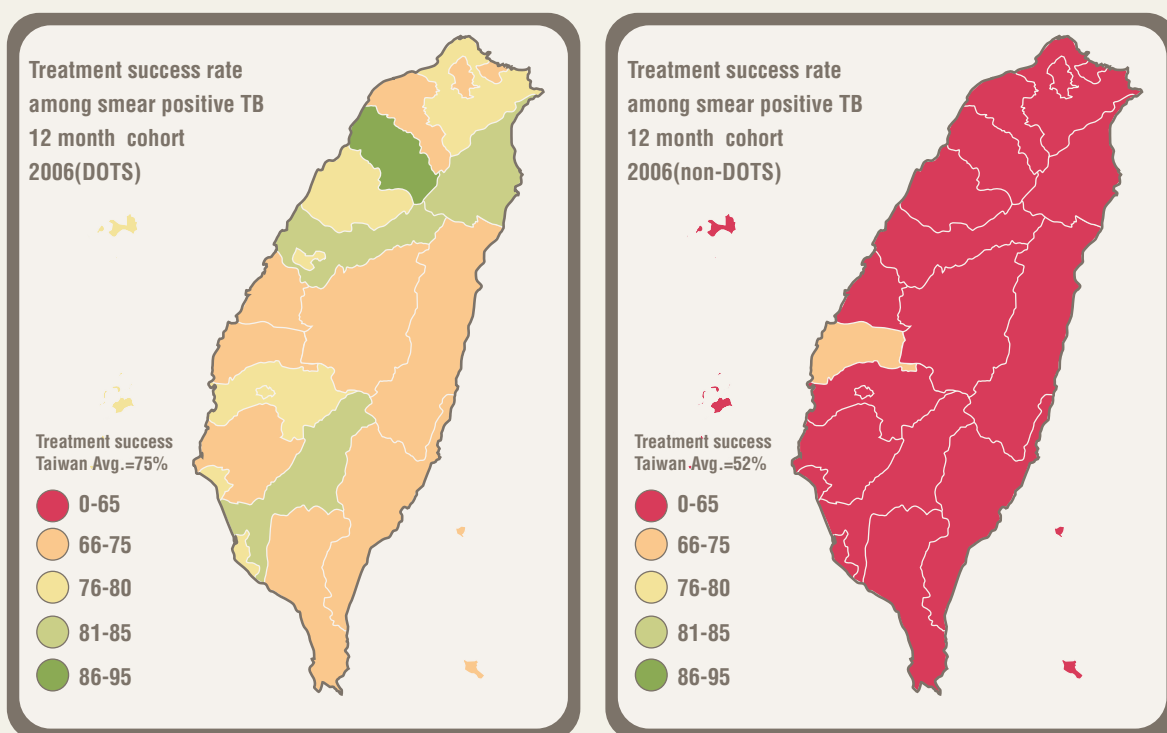 Treatment success rate
among smear positive TB
12 month cohort
2006(DOTS)
Treatment success
Taiwan Avg.=75%
0-65
66-75
76-80
81-85
86-95
Treatment success rate
among smear positive TB
12 month cohort
2006(non-DOTS)
Treatment success
Taiwan Avg.=52%
0-65
66-75
76-80
81-85
86-95